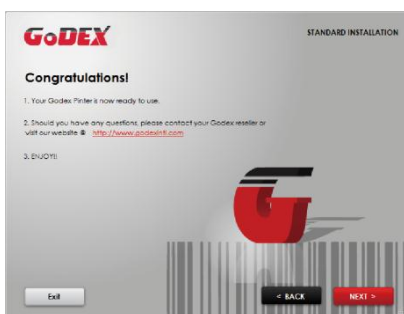 GoDEX
STANDARD INSTALLATION
Congratulations!
1. Your Godex Pinter is now ready to use.
2. Should you have any questions, please contact your Godex reseller or
visit our website @ http://www.godexintl.com
3. ENJOY!!
Exit
< BACK
NEXT >